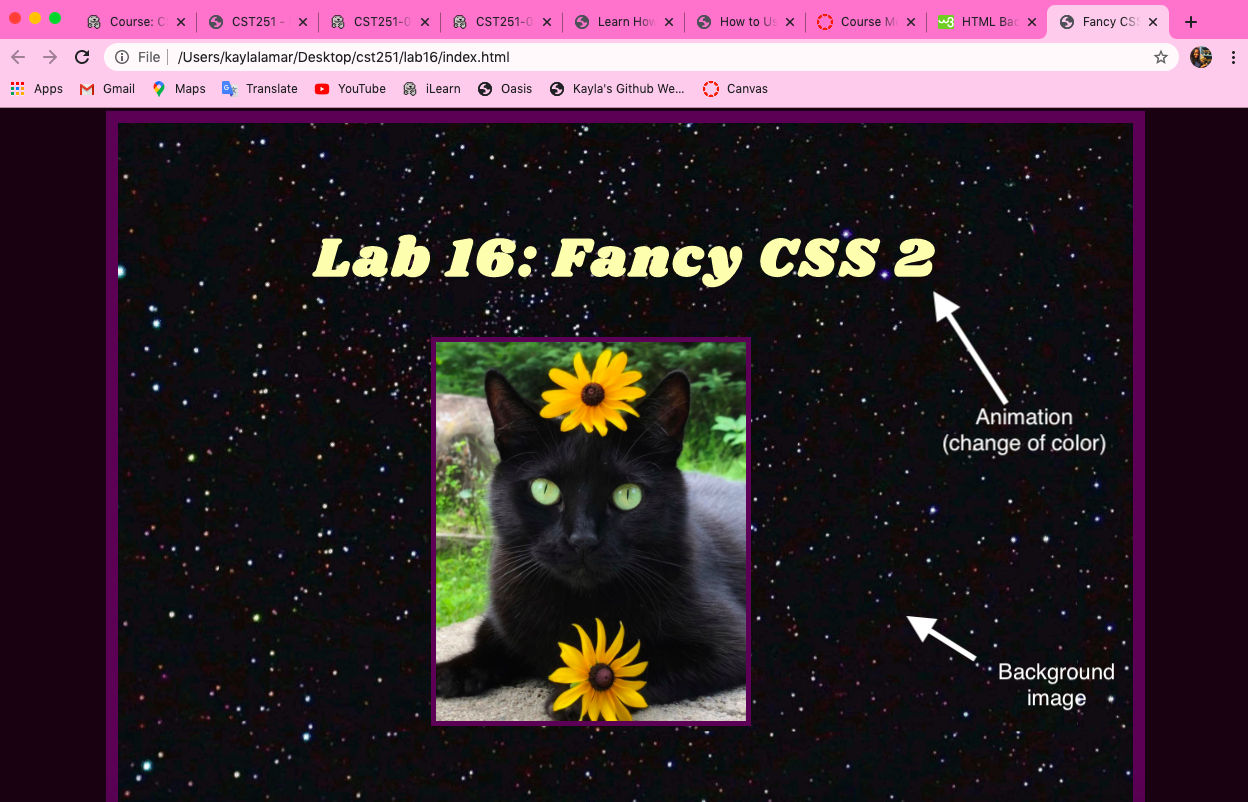 Course: C
CST251 -
CST251-0
CST251-0
Learn How
How to Us
Course Ma
HTML Bac
Fancy CSS
File | /Users/kaylalamar/Desktop/cst251/lab16/index.html
Apps
Gmail
Maps
Translate
YouTube
iLearn
Oasis
Kayla's Github We...
Canvas
Lab 16: Fancy CSS 2
Animation
(change of color)
Background
image